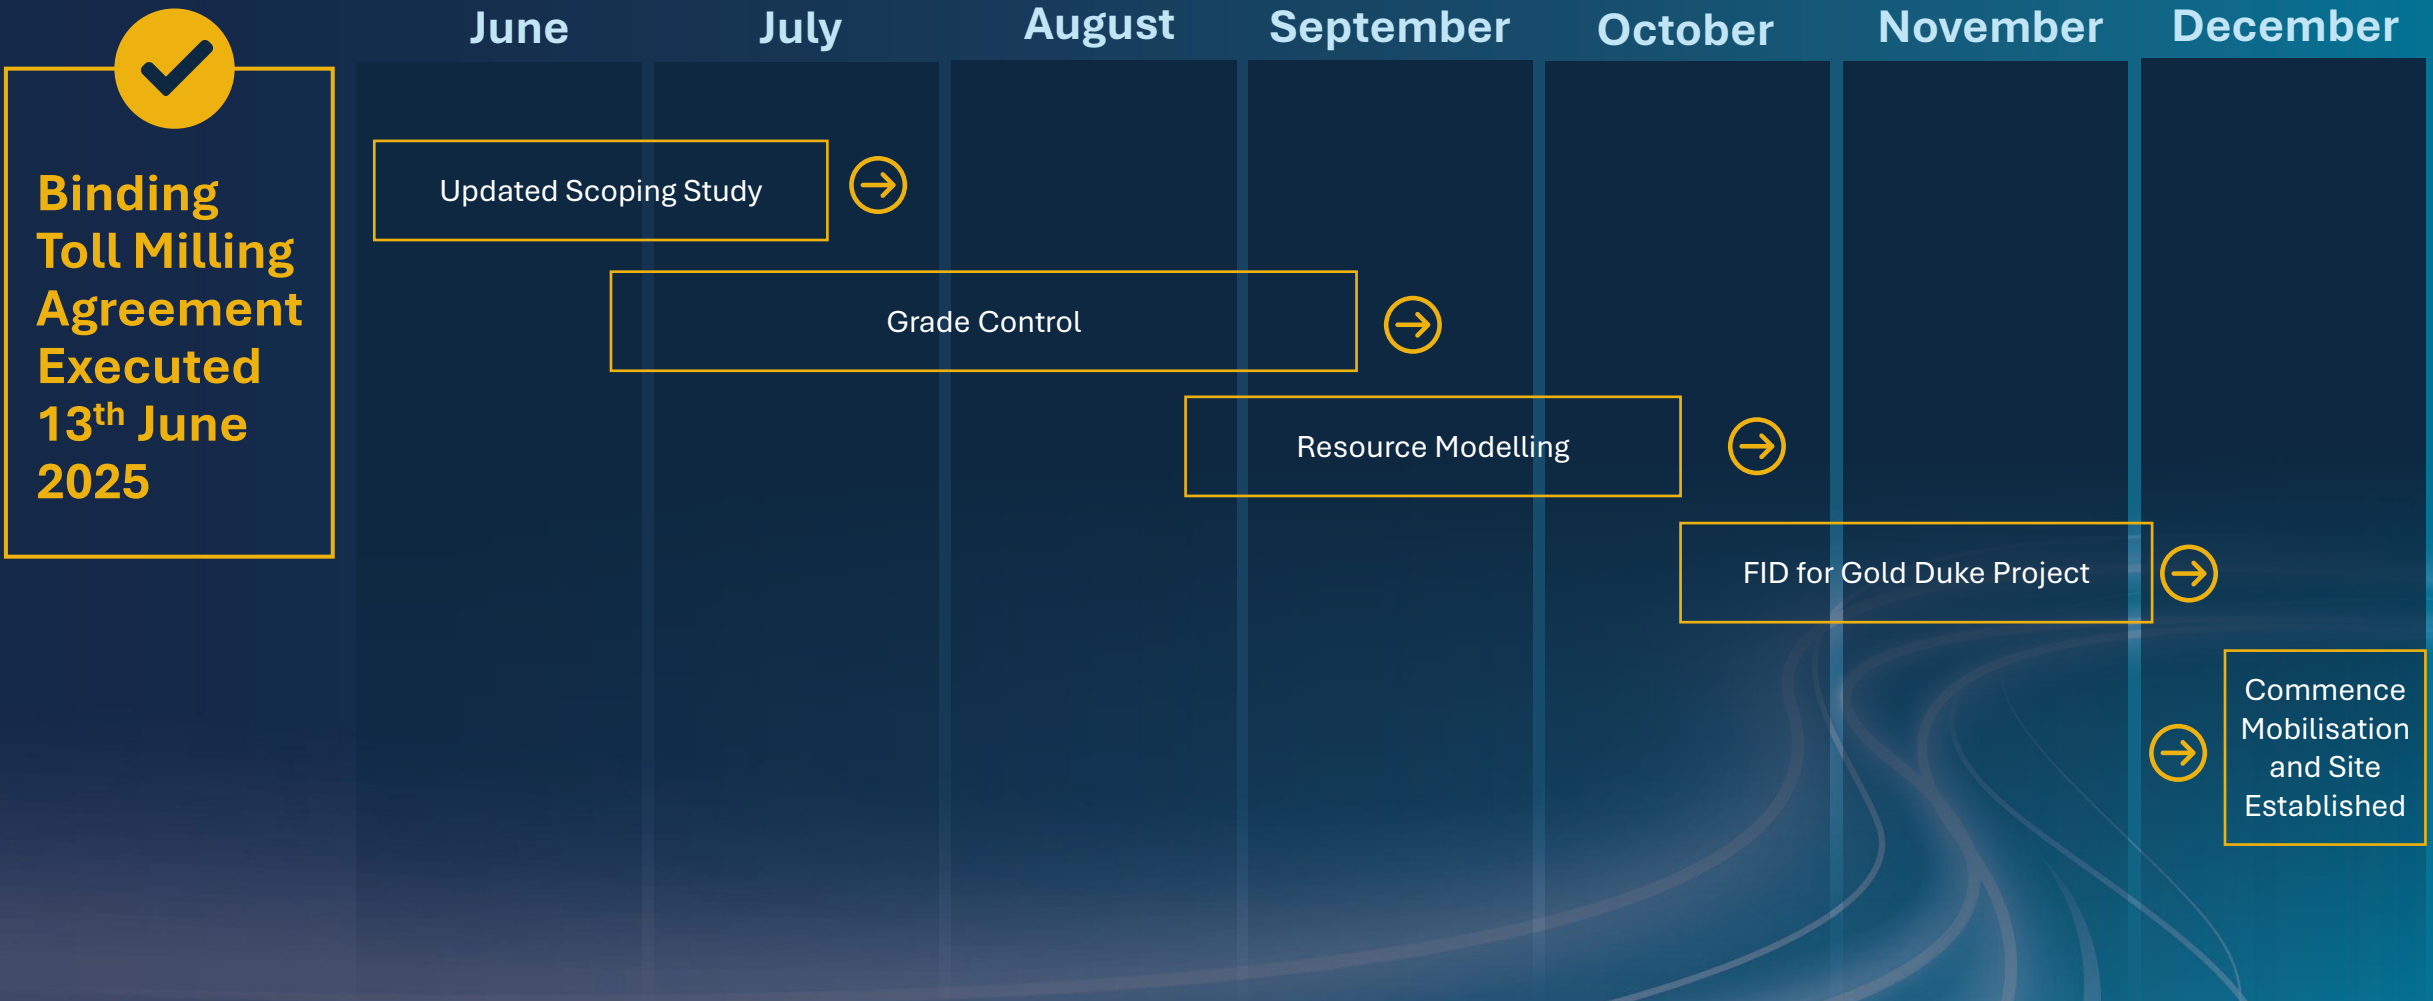 June
July
August
September
October
November
December
Binding
Toll Milling
Agreement
Executed
13th June
2025
Updated Scoping Study
Grade Control
Resource Modelling
FID for Gold Duke Project
Commence
Mobilisation
and Site
Established